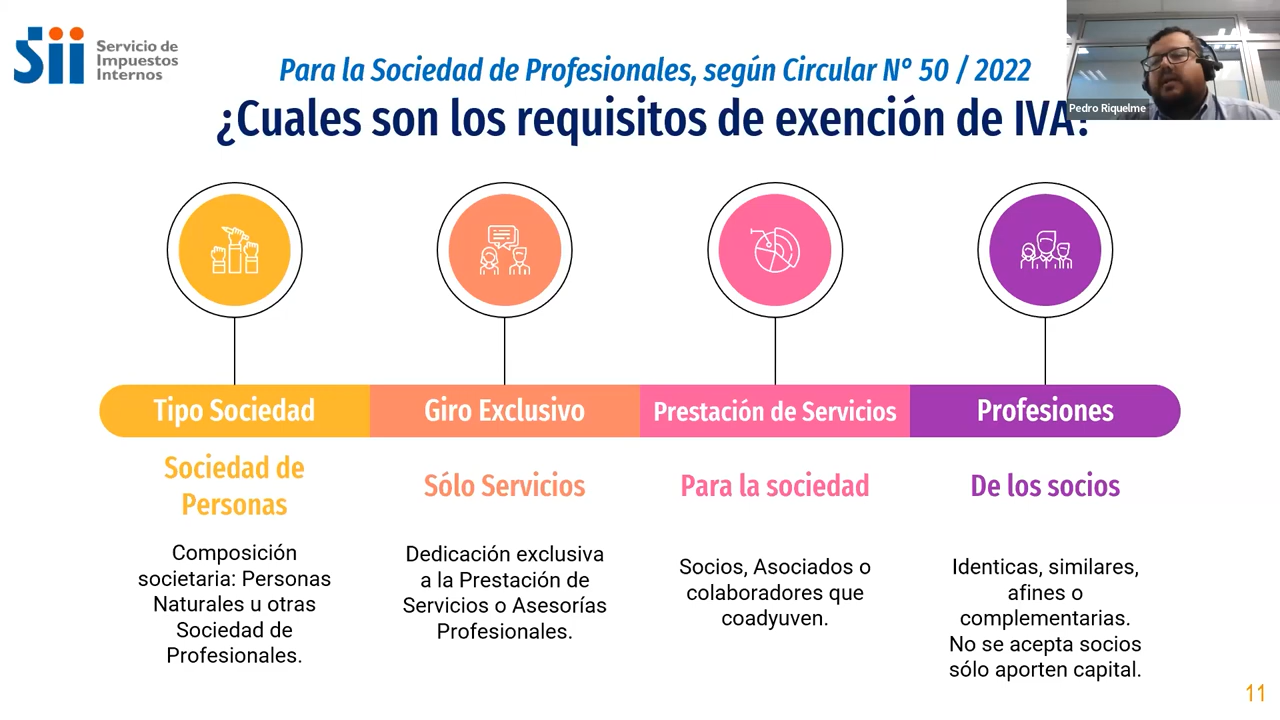 Sii Servicio de
Impuestos
Internos
Para la Sociedad de Profesionales, según Circular N° 50 / 2022
¿Cuales son los requisitos de exención de IVA?
Pedro Riquelme
Tipo Sociedad
Giro Exclusivo
Prestación de Servicios
Profesiones
Sociedad de
Personas
Sólo Servicios
Para la sociedad
De los socios
Composición
societaria: Personas
Naturales u otras
Sociedad de
Profesionales.
Dedicación exclusiva
a la Prestación de
Servicios o Asesorías
Profesionales.
Socios, Asociados o
colaboradores que
coadyuven.
Identicas, similares,
afines o
complementarias.
No se acepta socios
sólo aporten capital.
11